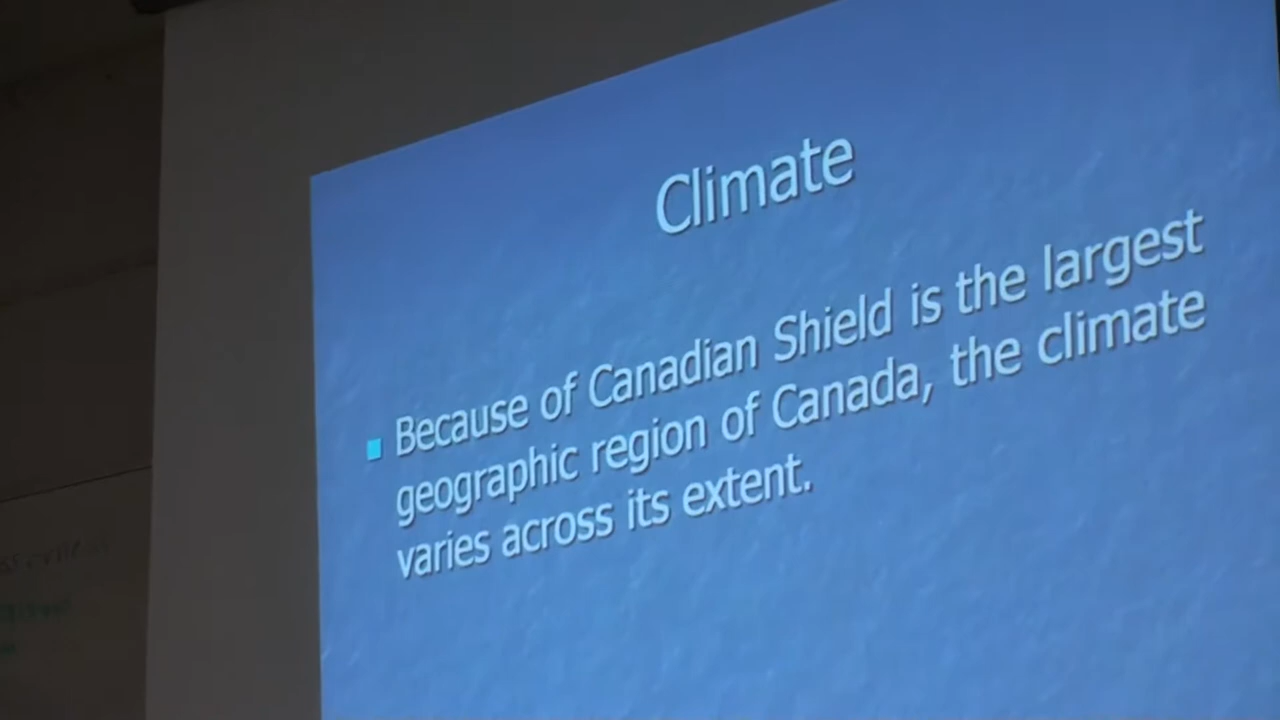 Climate
Because of Canadian Shield is the largest
geographic region of Canada, the climate
varies across its extent.